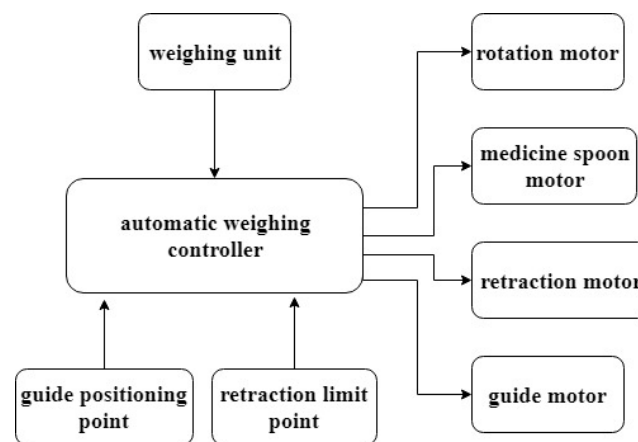 weighing unit
rotation motor
medicine spoon
motor
automatic weighing
controller
retraction motor
guide positioning
point
retraction limit
point
guide motor